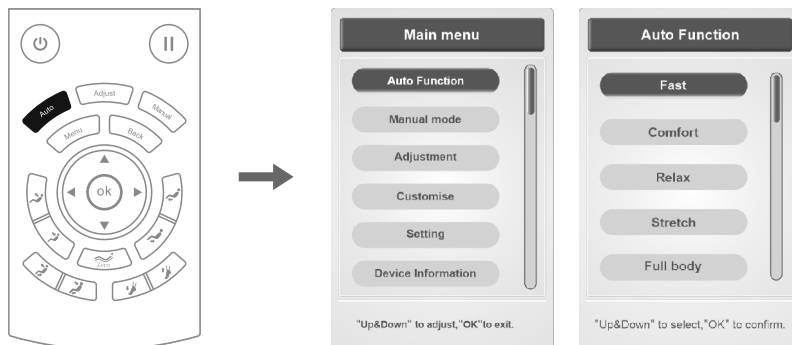 Auto
Adjust
Manual
Menu
Back
ok
Zero
Main menu
Auto Function
Manual mode
Adjustment
Customise
Setting
Device Information
"Up&Down" to adjust,"OK"to exit.
Auto Function
Fast
Comfort
Relax
Stretch
Full body
"Up&Down" to select,"OK" to confirm.